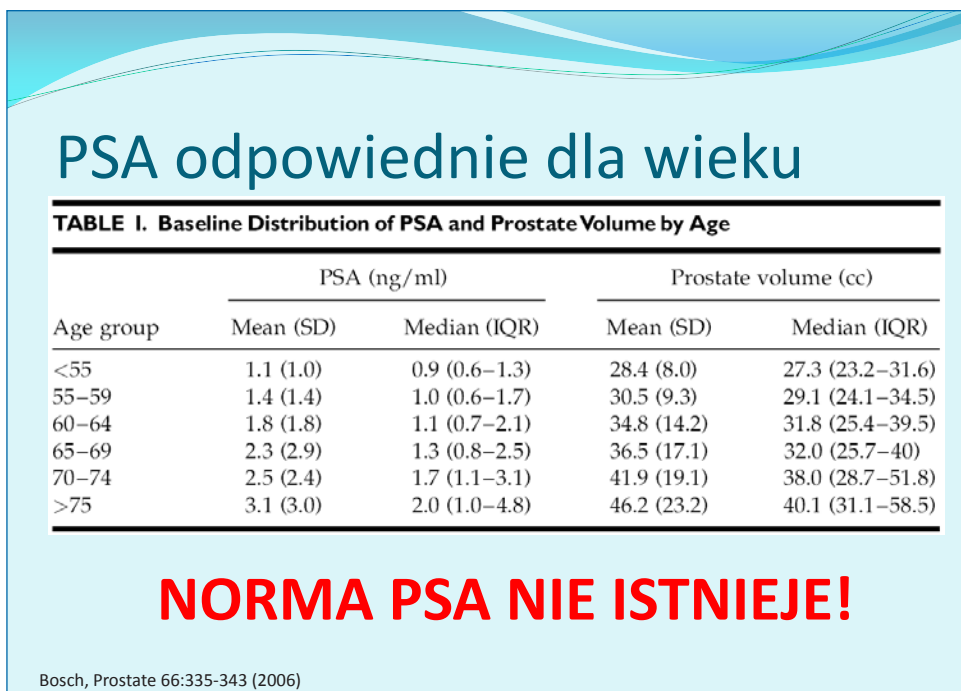 PSA odpowiednie dla wieku
TABLE I. Baseline Distribution of PSA and Prostate Volume by Age
PSA (ng/ml) Prostate volume (cc)
Age group Mean (SD) Median (IQR) Mean (SD) Median (IQR)
<55 1.1 (1.0) 0.9 (0.6–1.3) 28.4 (8.0) 27.3 (23.2–31.6)
55–59 1.4 (1.4) 1.0 (0.6–1.7) 30.5 (9.3) 29.1 (24.1–34.5)
60–64 1.8 (1.8) 1.1 (0.7–2.1) 34.8 (14.2) 31.8 (25.4–39.5)
65–69 2.3 (2.9) 1.3 (0.8–2.5) 36.5 (17.1) 32.0 (25.7–40)
70–74 2.5 (2.4) 1.7 (1.1–3.1) 41.9 (19.1) 38.0 (28.7–51.8)
>75 3.1 (3.0) 2.0 (1.0–4.8) 46.2 (23.2) 40.1 (31.1–58.5)
NORMA PSA NIE ISTNIEJE!
Bosch, Prostate 66:335-343 (2006)